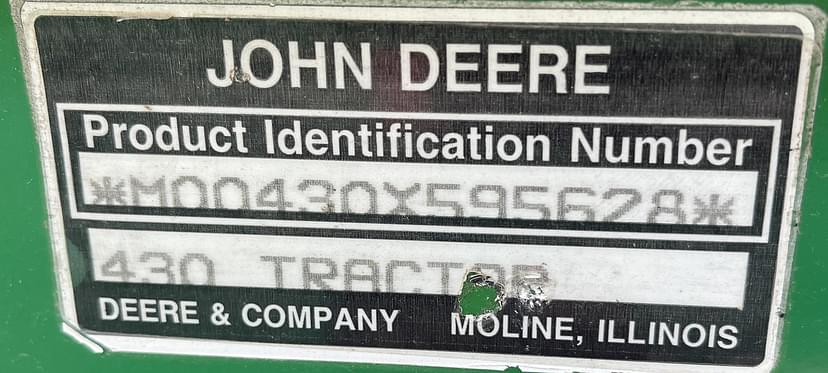 JOHN DEERE
Product Identification Number
*M00430X595628*
430 TRACTOR
DEERE & COMPANY MOLINE, ILLINOIS